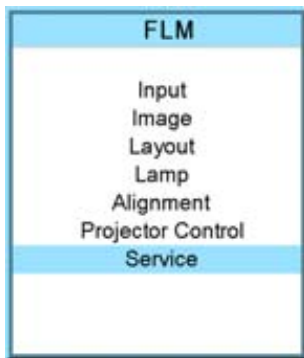 FLM
Input
Image
Layout
Lamp
Alignment
Projector Control
Service